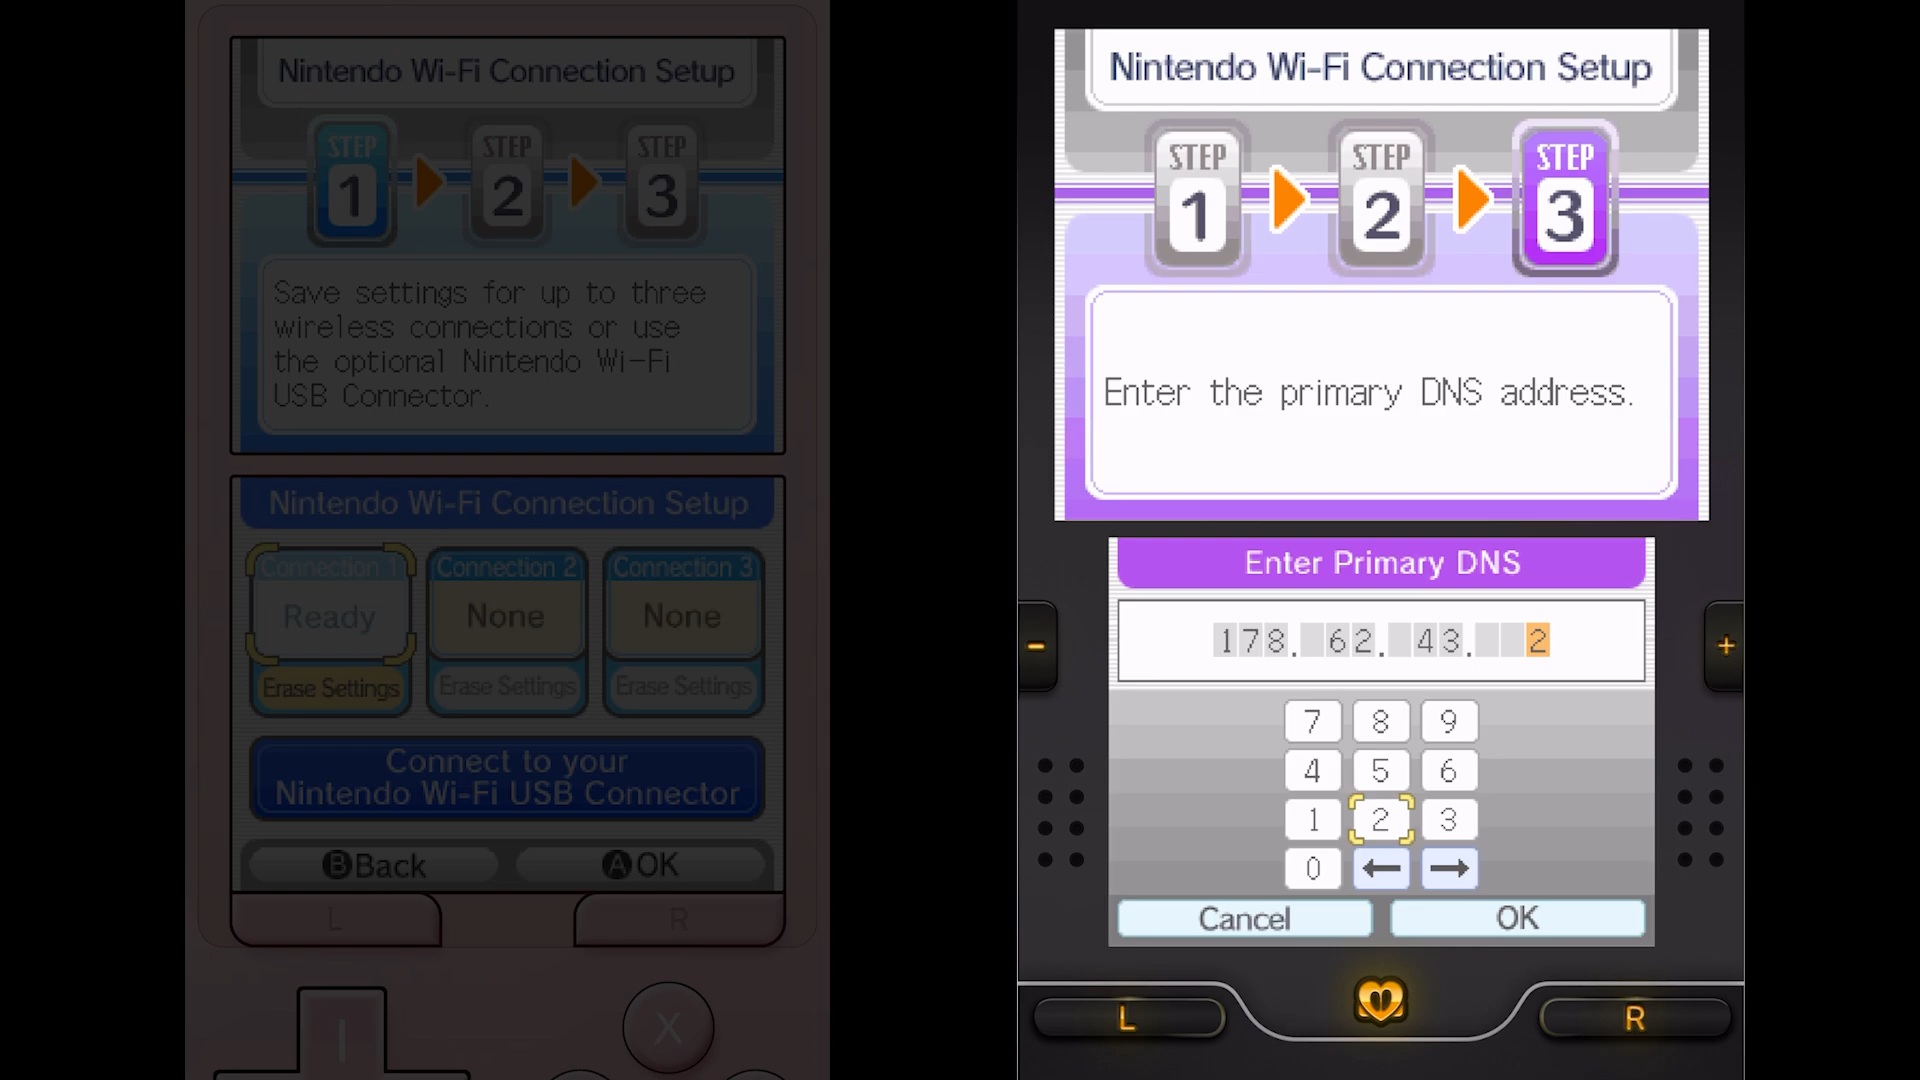 Nintendo Wi-Fi Connection Setup
STEP
1
STEP
2
STEP
3
Save settings for up to three
wireless connections or use
the optional Nintendo Wi-Fi
USB Connector.
Nintendo Wi-Fi Connection Setup
Connection 1
Ready
Erase Settings
Connection 2
None
Erase Settings
Connection 3
None
Erase Settings
Connect to your
Nintendo Wi-Fi USB Connector
B Back
A OK
L
R
X
Nintendo Wi-Fi Connection Setup
STEP
1
STEP
2
STEP
3
Enter the primary DNS address.
Enter Primary DNS
178. 62. 43. 2
7 8 9
4 5 6
1 2 3
0 ← →
Cancel
OK
-
+
L
R